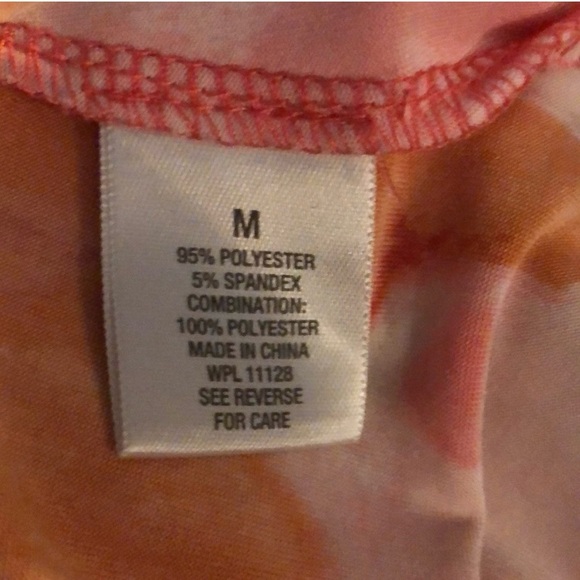 M
95% POLYESTER
5% SPANDEX
COMBINATION:
100% POLYESTER
MADE IN CHINA
WPL 11128
SEE REVERSE
FOR CARE